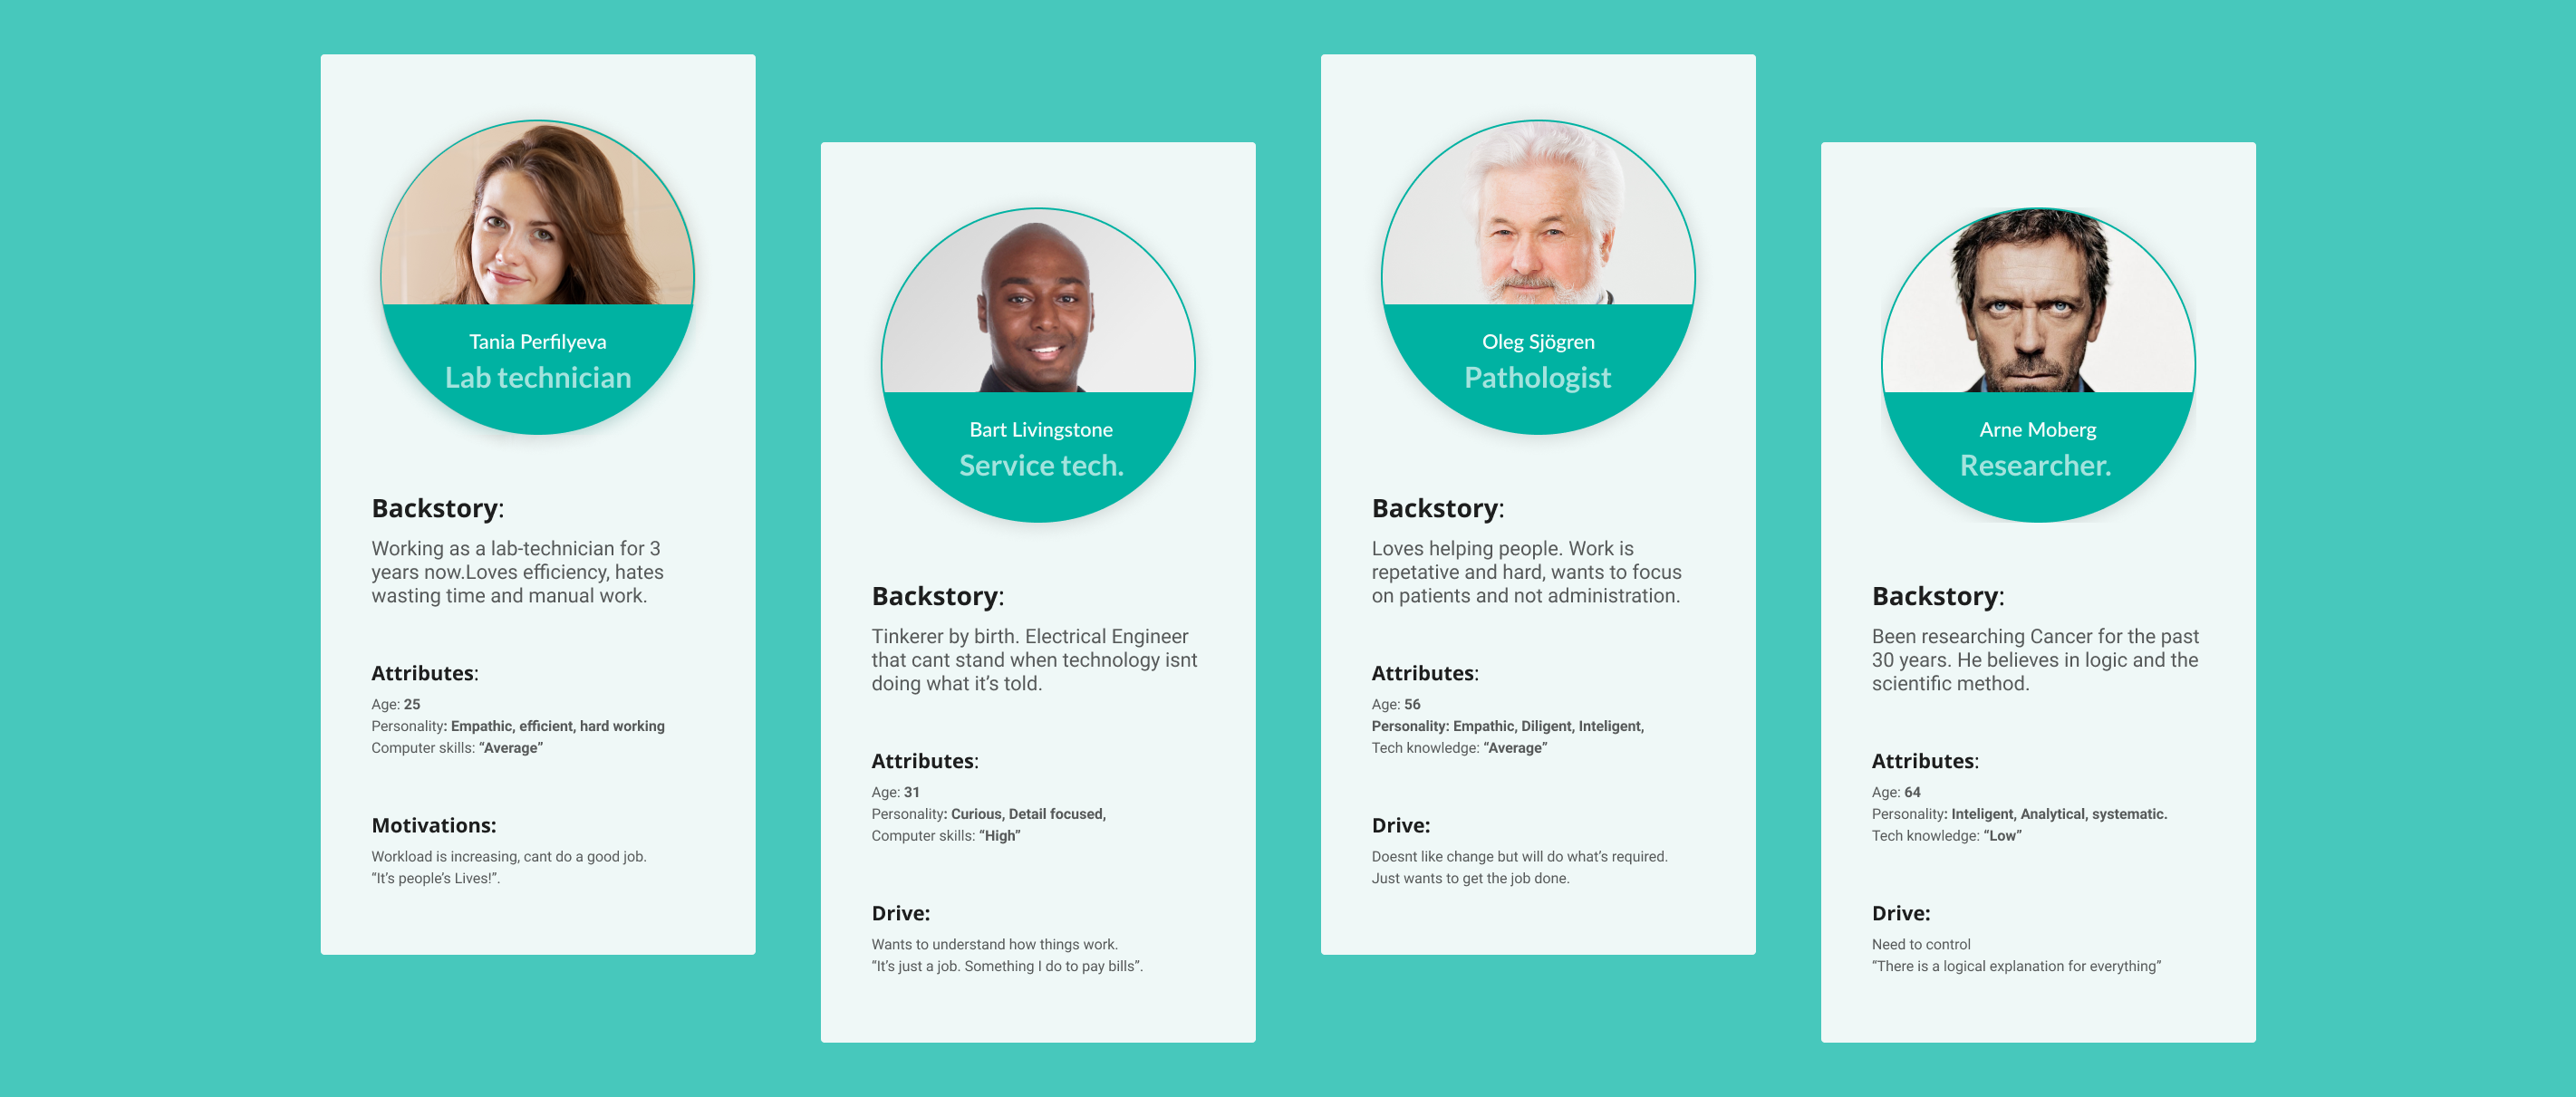 Tania Perfilyeva
Lab technician
Backstory:
Working as a lab-technician for 3
years now.Loves efficiency, hates
wasting time and manual work.
Attributes:
Age: 25
Personality: Empathic, efficient, hard working
Computer skills: “Average”
Motivations:
Workload is increasing, cant do a good job.
“It’s people’s Lives!”.
Bart Livingstone
Service tech.
Backstory:
Tinkerer by birth. Electrical Engineer
that cant stand when technology isnt
doing what it’s told.
Attributes:
Age: 31
Personality: Curious, Detail focused,
Computer skills: “High”
Drive:
Wants to understand how things work.
“It’s just a job. Something I do to pay bills”.
Oleg Sjögren
Pathologist
Backstory:
Loves helping people. Work is
repetative and hard, wants to focus
on patients and not administration.
Attributes:
Age: 56
Personality: Empathic, Diligent, Inteligent,
Tech knowledge: “Average”
Drive:
Doesnt like change but will do what’s required.
Just wants to get the job done.
Arne Moberg
Researcher.
Backstory:
Been researching Cancer for the past
30 years. He believes in logic and the
scientific method.
Attributes:
Age: 64
Personality: Inteligent, Analytical, systematic.
Tech knowledge: “Low”
Drive:
Need to control
“There is a logical explanation for everything”